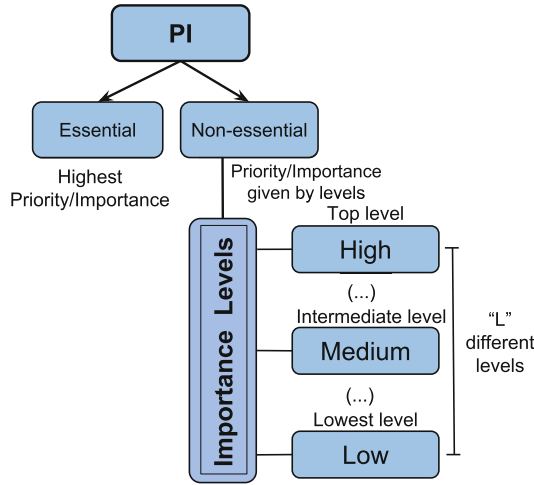 PI
Essential
Non-essential
Highest
Priority/Importance
Priority/Importance
given by levels
Importance Levels
Top level
High
(...)
Intermediate level
Medium
(...)
Lowest level
Low
“L”
different
levels